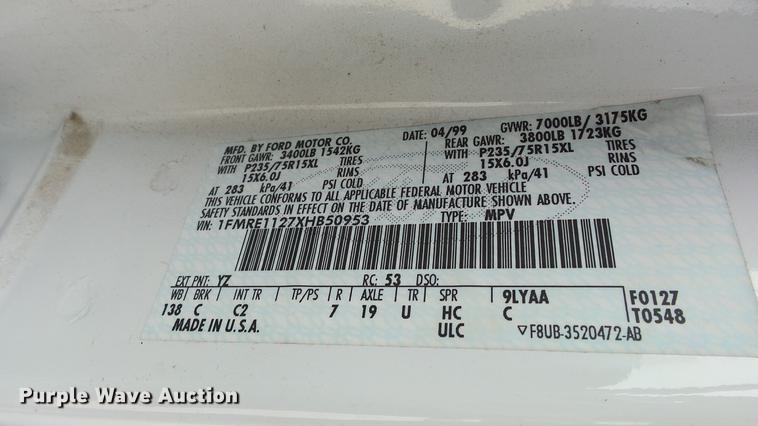 MFD. BY FORD MOTOR CO. DATE: 04/99 GVWR: 7000LB/ 3175KG
FRONT GAWR: 3400LB 1542KG REAR GAWR: 3800LB 1723KG
WITH P235/75R15XL TIRES WITH P235/75R15XL TIRES
15X6.0J RIMS 15X6.0J RIMS
AT 283 kPa/41 PSI COLD AT 283 kPa/41 PSI COLD
THIS VEHICLE CONFORMS TO ALL APPLICABLE FEDERAL MOTOR VEHICLE
SAFETY STANDARDS IN EFFECT ON THE DATE OF MANUFACTURE SHOWN ABOVE.
VIN: 1FMRE1127XHB50953 TYPE: MPV
EXT PNT: YZ RC: 53 DSO:
WB BRK INT TR TP/PS R AXLE TR SPR 9LYAA F0127
138 C C2 7 19 U HC C T0548
MADE IN U.S.A. ULC ▽F8UB-3520472-AB
Purple Wave Auction